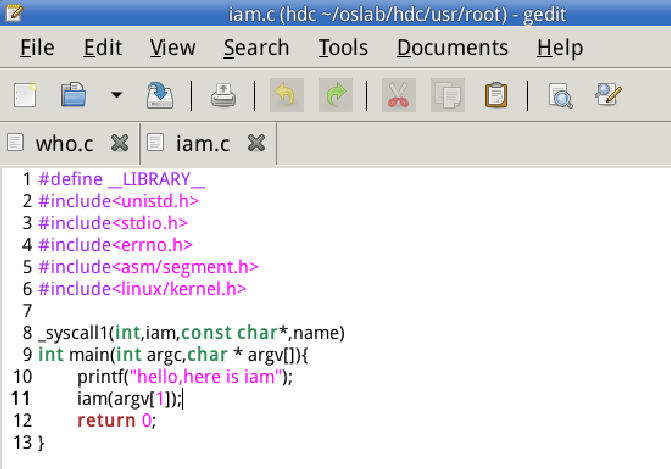 iam.c (hdc ~/oslab/hdc/usr/root) - gedit
File Edit View Search Tools Documents Help
who.c iam.c
1 #define __LIBRARY__
2 #include<unistd.h>
3 #include<stdio.h>
4 #include<errno.h>
5 #include<asm/segment.h>
6 #include<linux/kernel.h>
7
8 _syscall1(int,iam,const char*,name)
9 int main(int argc,char * argv[]){
10 printf("hello,here is iam");
11 iam(argv[1]);
12 return 0;
13 }